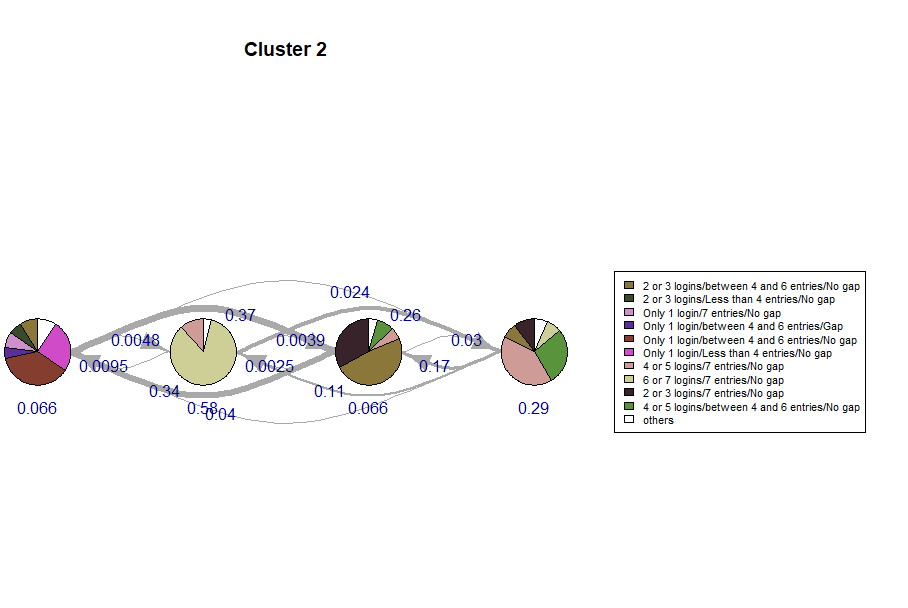 Cluster 2
0.024
0.37
0.26
0.0048
0.0039
0.03
0.0095
0.0025
0.17
0.34
0.11
0.066
0.58
0.04
0.066
0.29
2 or 3 logins/between 4 and 6 entries/No gap
2 or 3 logins/Less than 4 entries/No gap
Only 1 login/7 entries/No gap
Only 1 login/between 4 and 6 entries/Gap
Only 1 login/between 4 and 6 entries/No gap
Only 1 login/Less than 4 entries/No gap
4 or 5 logins/7 entries/No gap
6 or 7 logins/7 entries/No gap
2 or 3 logins/7 entries/No gap
4 or 5 logins/between 4 and 6 entries/No gap
others